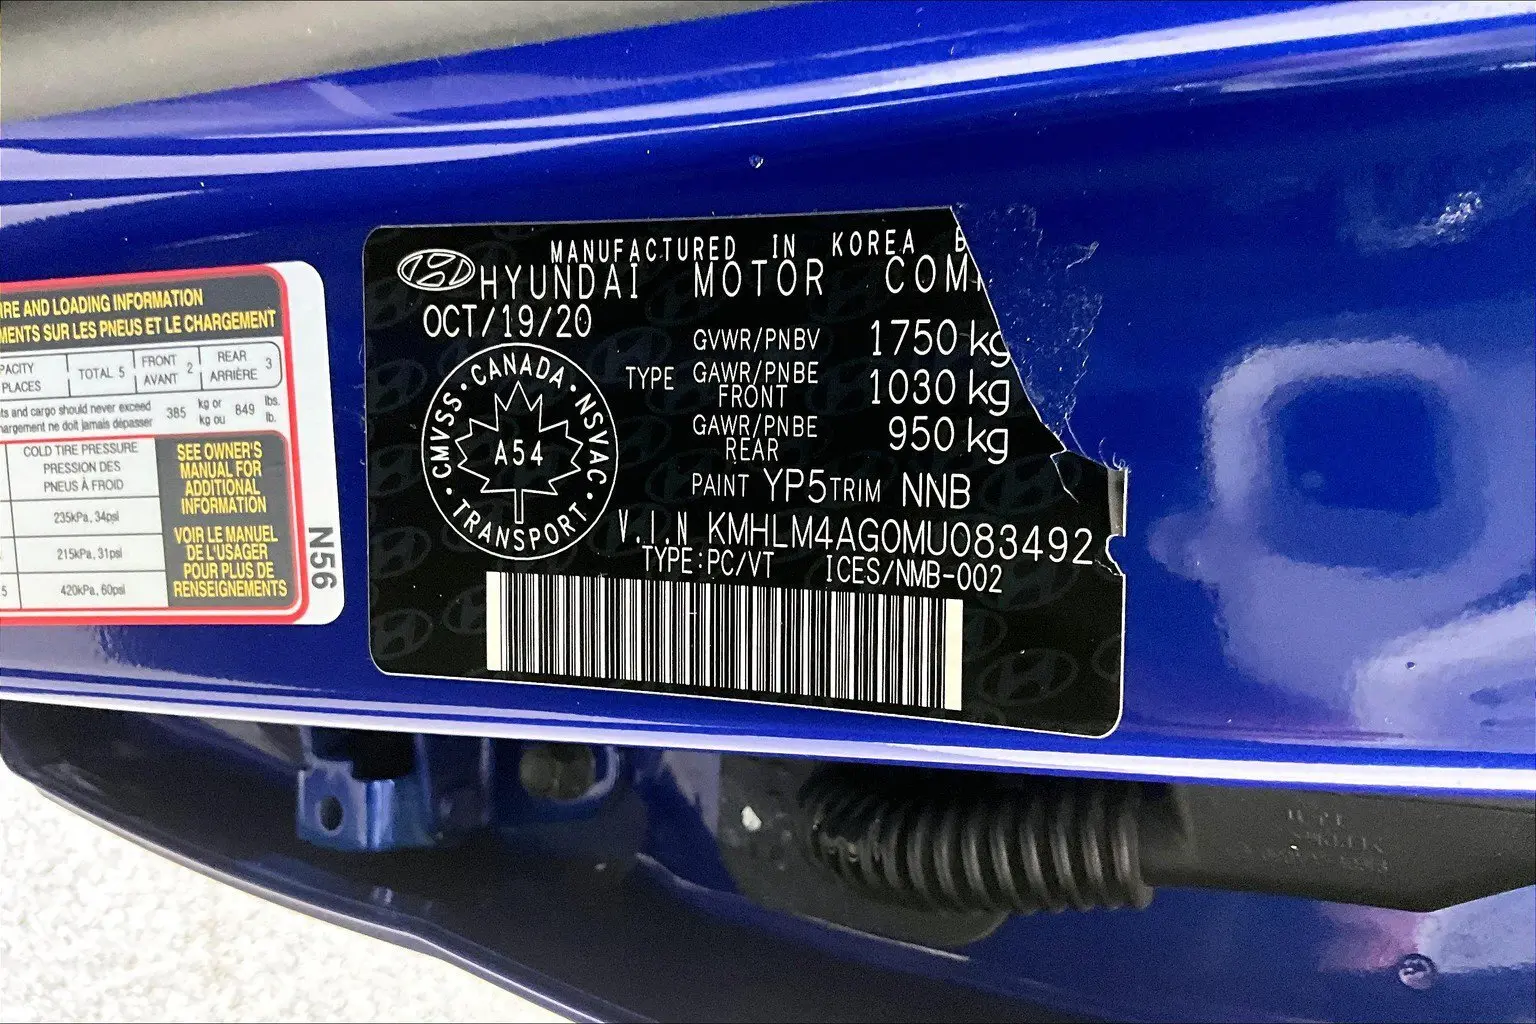 MANUFACTURED IN KOREA B
HYUNDAI MOTOR COM
OCT/19/20
GVWR/PNBV 1750 kg
TYPE GAWR/PNBE FRONT 1030 kg
GAWR/PNBE REAR 950 kg
PAINT YP5 TRIM NNB
V.I.N KMHLM4AG0MU083492
TYPE:PC/VT ICES/NMB-002
CANADA · NSVAC · TRANSPORT · CMVSS ·
A54
AND LOADING INFORMATION
SUR LES PNEUS ET LE CHARGEMENT
PLACES
TOTAL 5
FRONT
AVANT 2
REAR
ARRIÈRE 3
and cargo should never exceed
ne doit jamais dépasser
385 kg or
kg ou
849 lbs.
lb.
COLD TIRE PRESSURE
PRESSION DES
PNEUS À FROID
235kPa, 34psi
215kPa, 31psi
5 420kPa, 60psi
SEE OWNER'S
MANUAL FOR
ADDITIONAL
INFORMATION
VOIR LE MANUEL
DE L'USAGER
POUR PLUS DE
RENSEIGNEMENTS
N56